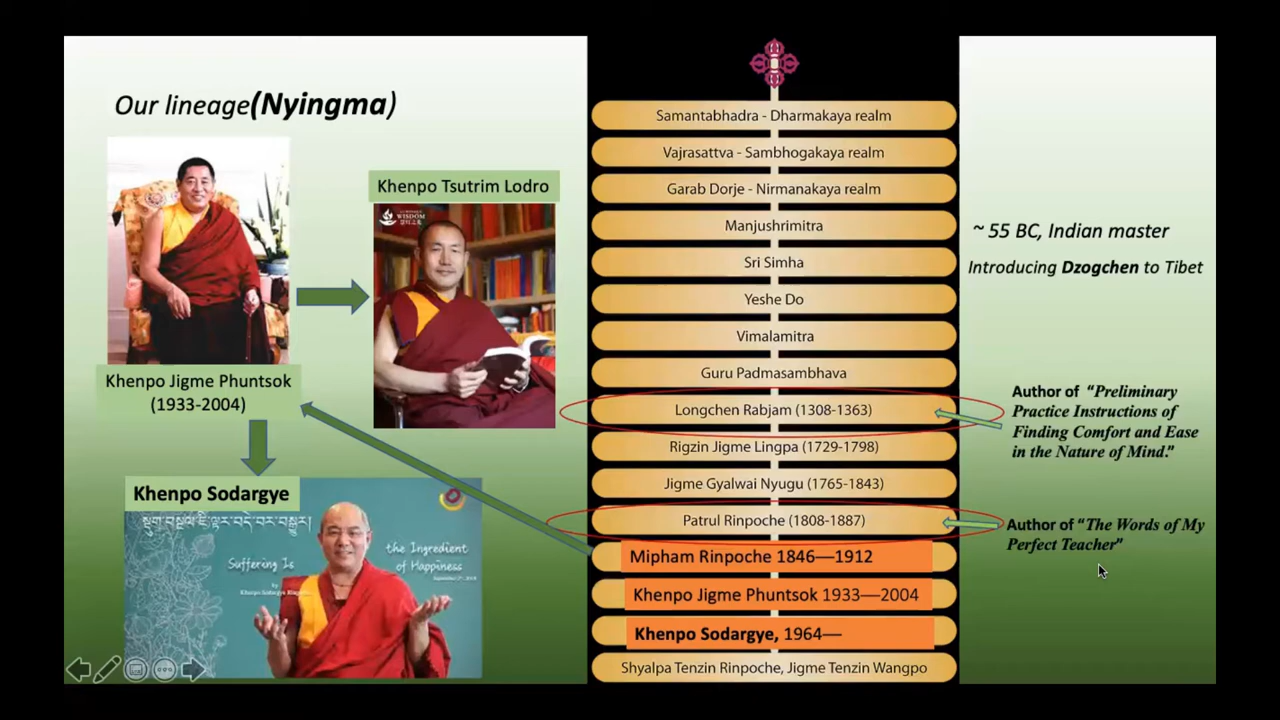 Our lineage(Nyingma)
Khenpo Tsutrim Lodro
WISDOM
Khenpo Jigme Phuntsok
(1933-2004)
Khenpo Sodargye
Suffering Is
the Ingredient
of Happiness
by
Samantabhadra - Dharmakaya realm
Vajrasattva - Sambhogakaya realm
Garab Dorje - Nirmanakaya realm
Manjushrimitra
Sri Simha
Yeshe Do
Vimalamitra
Guru Padmasambhava
Longchen Rabjam (1308-1363)
Rigzin Jigme Lingpa (1729-1798)
Jigme Gyalwai Nyugu (1765-1843)
Patrul Rinpoche (1808-1887)
Mipham Rinpoche 1846—1912
Khenpo Jigme Phuntsok 1933—2004
Khenpo Sodargye, 1964—
Shyalpa Tenzin Rinpoche, Jigme Tenzin Wangpo
~ 55 BC, Indian master
Introducing Dzogchen to Tibet
Author of “Preliminary
Practice Instructions of
Finding Comfort and Ease
in the Nature of Mind.”
Author of “The Words of My
Perfect Teacher”